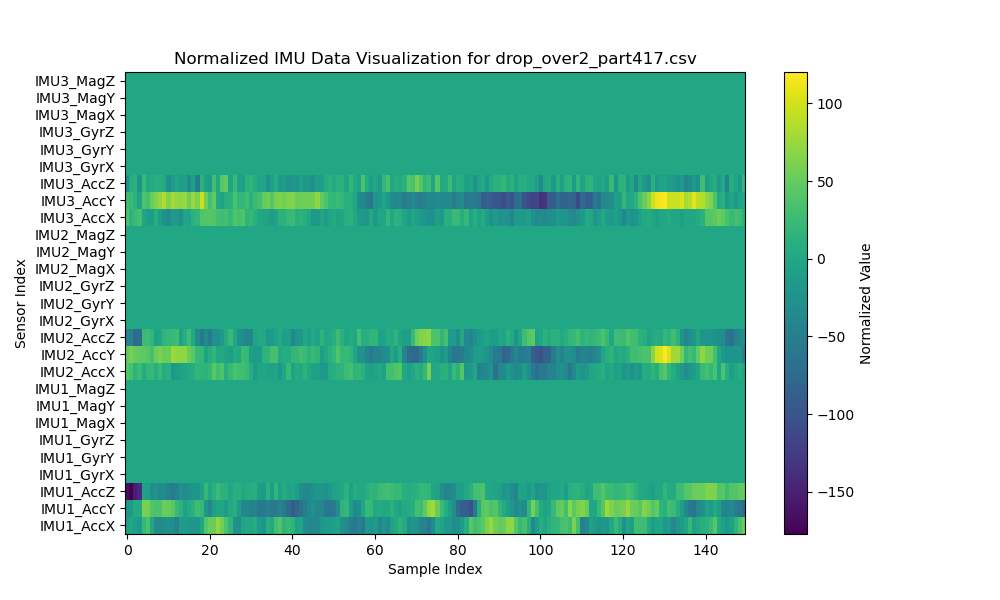 Normalized IMU Data Visualization for drop_over2_part417.csv
IMU3_MagZ
IMU3_MagY
IMU3_MagX
IMU3_GyrZ
IMU3_GyrY
IMU3_GyrX
IMU3_AccZ
IMU3_AccY
IMU3_AccX
IMU2_MagZ
IMU2_MagY
IMU2_MagX
IMU2_GyrZ
IMU2_GyrY
IMU2_GyrX
IMU2_AccZ
IMU2_AccY
IMU2_AccX
IMU1_MagZ
IMU1_MagY
IMU1_MagX
IMU1_GyrZ
IMU1_GyrY
IMU1_GyrX
IMU1_AccZ
IMU1_AccY
IMU1_AccX
Sensor Index
0 20 40 60 80 100 120 140
Sample Index
100
50
0
−50
−100
−150
Normalized Value